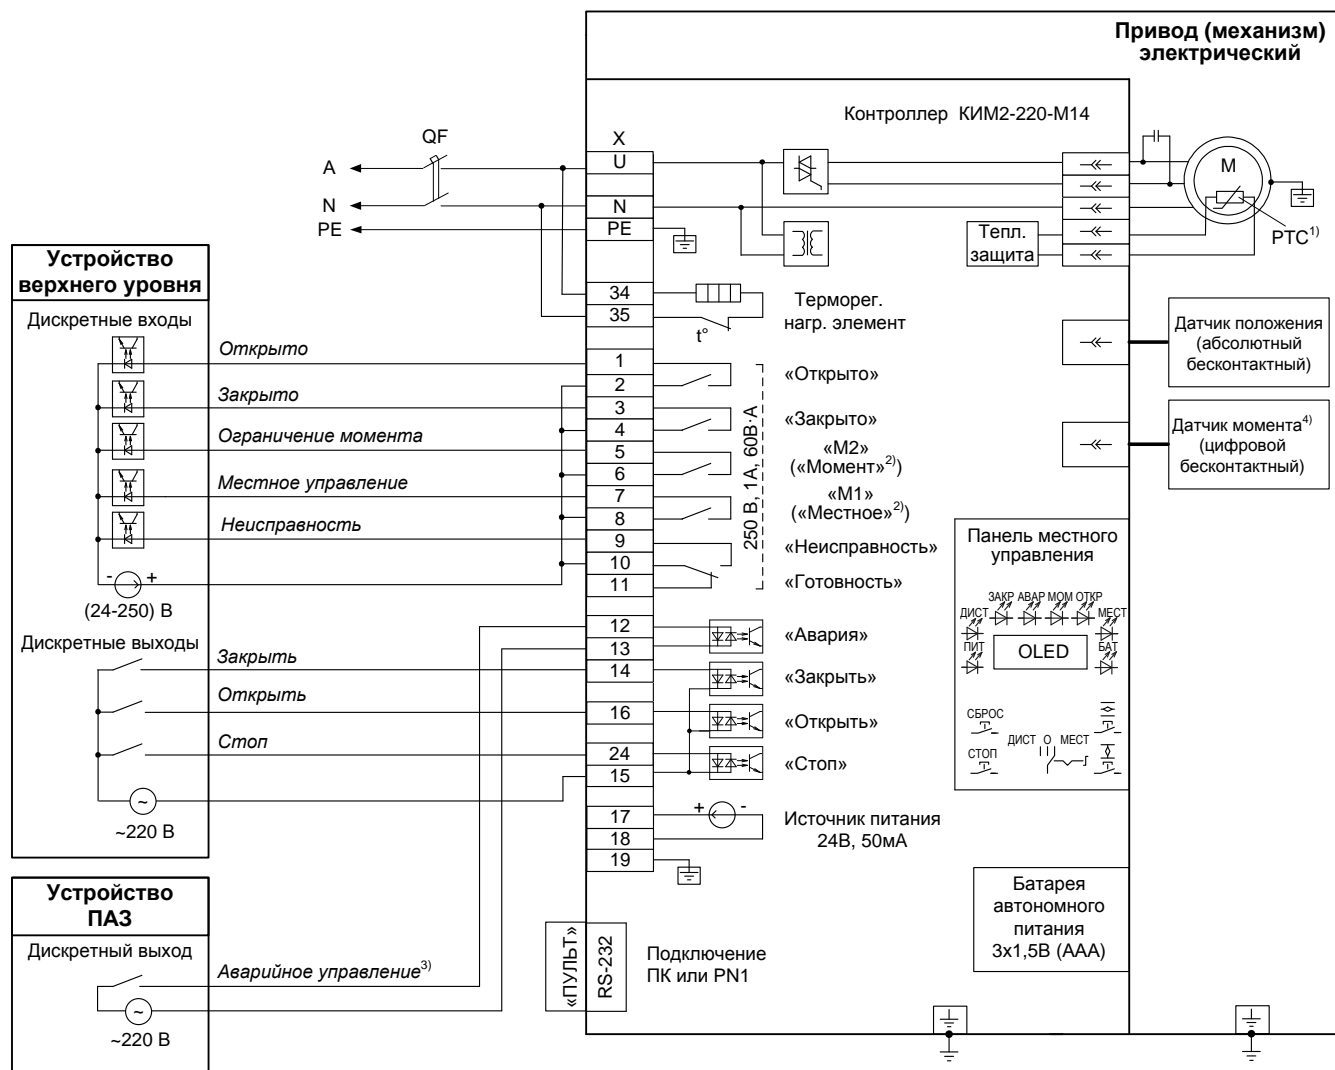 Привод (механизм)
электрический
Контроллер КИМ2-220-М14
QF
X
A
U
N
N
PE
PE
M
PTC1)
Тепл.
защита
Устройство
верхнего уровня
Дискретные входы
34
35
t°
Терморег.
нагр. элемент
Датчик положения
(абсолютный
бесконтактный)
Датчик момента4)
(цифровой
бесконтактный)
Открыто
Закрыто
Ограничение момента
Местное управление
Неисправность
- +
(24-250) В
1
2
3
4
5
6
7
8
9
10
11
250 В, 1А, 60В·А
«Открыто»
«Закрыто»
«М2»
(«Момент»2))
«М1»
(«Местное»2))
«Неисправность»
«Готовность»
Панель местного
управления
ЗАКР АВАР МОМ ОТКР
ДИСТ
МЕСТ
ПИТ
OLED
БАТ
СБРОС
СТОП
ДИСТ О МЕСТ
Дискретные выходы
Закрыть
Открыть
Стоп
~
~220 В
12
13
14
16
24
15
«Авария»
«Закрыть»
«Открыть»
«Стоп»
17
18
19
+ -
Источник питания
24В, 50мА
Устройство
ПАЗ
Дискретный выход
Аварийное управление3)
~
~220 В
«ПУЛЬТ»
RS-232
Подключение
ПК или PN1
Батарея
автономного
питания
3х1,5В (ААА)